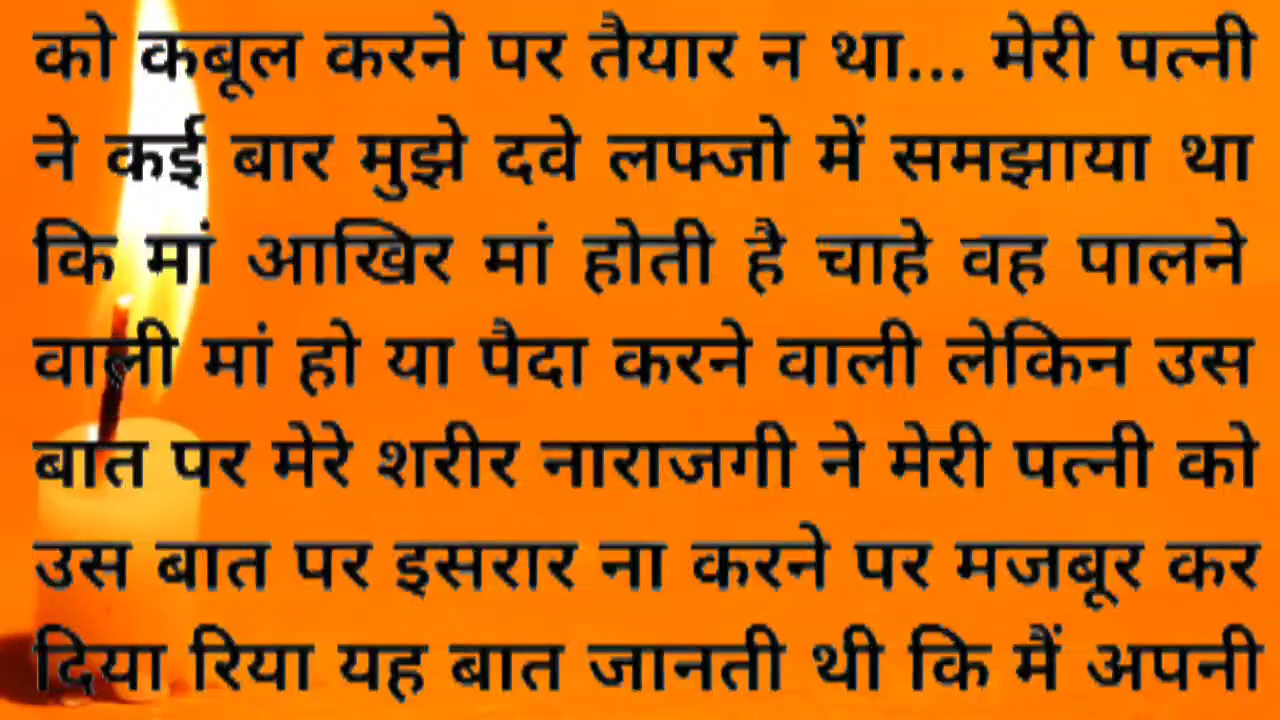 को कबूल करने पर तैयार न था... मेरी पत्नी
ने कई बार मुझे दवे लफ्जो में समझाया था
कि मां आखिर मां होती है चाहे वह पालने
वाली मां हो या पैदा करने वाली लेकिन उस
बात पर मेरे शरीर नाराजगी ने मेरी पत्नी को
उस बात पर इसरार ना करने पर मजबूर कर
दिया रिया यह बात जानती थी कि मैं अपनी